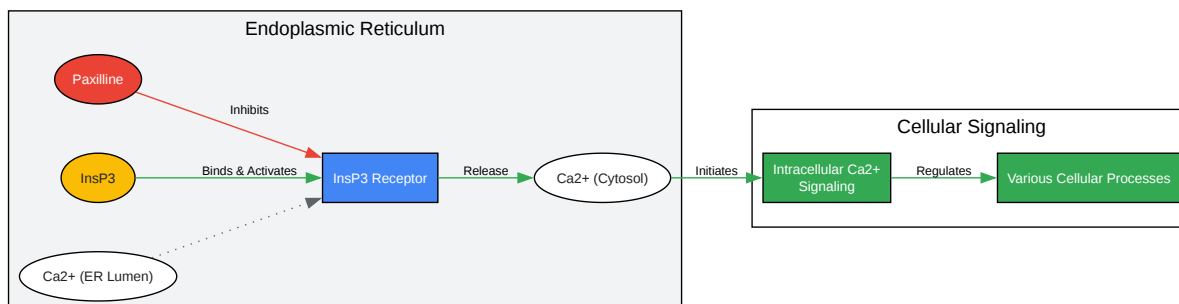 Endoplasmic Reticulum
Paxilline
Inhibits
InsP3
Binds & Activates
InsP3 Receptor
Release
Ca2+ (Cytosol)
Ca2+ (ER Lumen)
Initiates
Cellular Signaling
Intracellular Ca2+
Signaling
Regulates
Various Cellular Processes